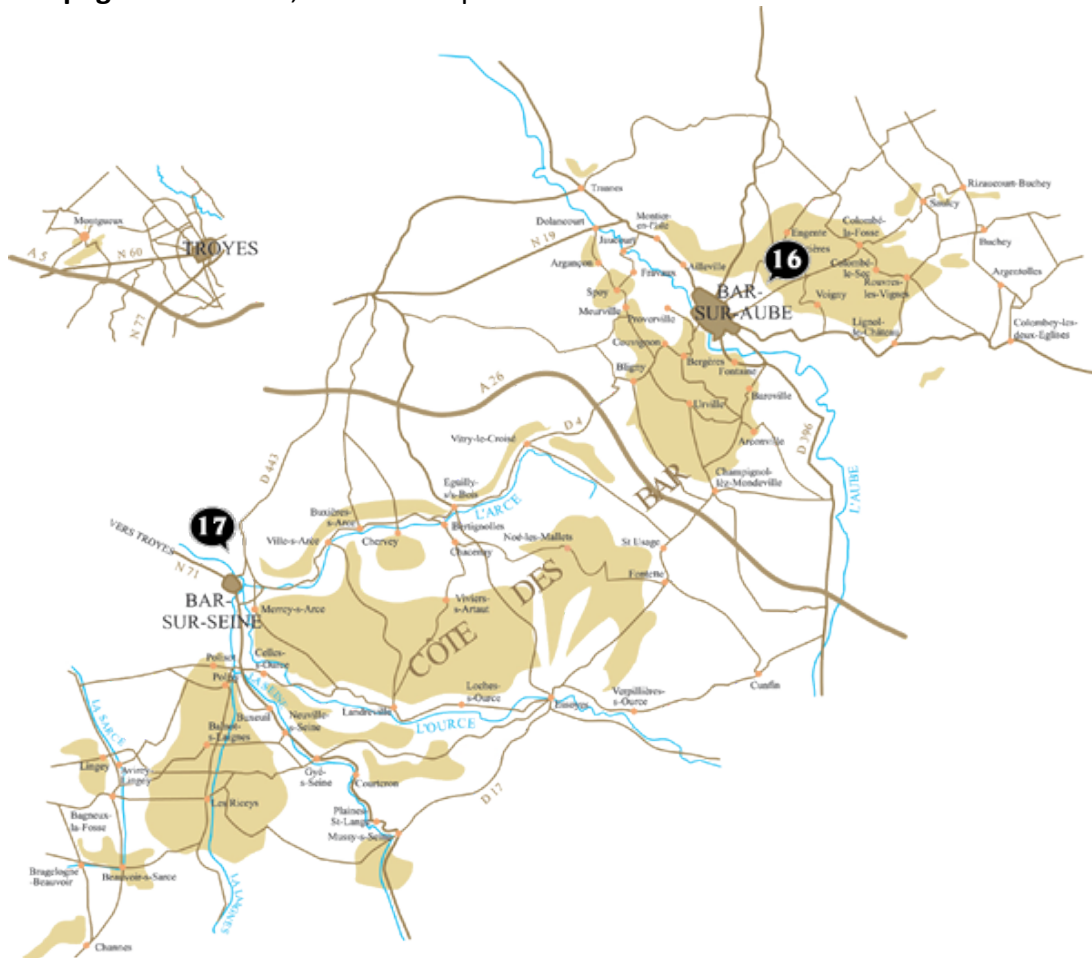 Montgueux
TROYES
A 5
N 60
N 77
Trannes
Dolancourt
N 19
Montier-
en-l'isle
Jaucourt
Argançon
Fravaux
Ailleville
Spoy
Meurville
Proverville
BAR-
SUR-AUBE
16
Engente
Colombé-
la-Fosse
Colombé-
le-Sec
Rouvres-
les-Vignes
Voigny
Lignol-
le-Château
Saulcy
Rizaucourt-Buchey
Buchey
Argentolles
Colombey-les-
deux-Eglises
Couvignon
Bergères
Fontaine
Bligny
Urville
Baroville
Arconville
Champignol-
lèz-Mondeville
D 396
L'AUBE
A 26
D 4
Vitry-le-Croisé
D 443
Eguilly-
s/s-Bois
L'ARCE
Buxières-
s-Arce
Bertignolles
Ville-s-Arce
Chervey
Chacenay
Noé-les-Mallets
St Usage
Fontette
17
VERS TROYES
N 71
BAR-
SUR-SEINE
Merrey-s-Arce
Viviers-
s-Artaut
CÔTE DES BAR
Polisot
Celles-
s-Ource
Polisy
LA SEINE
Loches-
s-Ource
Landreville
Essoyes
Verpillières-
s-Ource
Cunfin
L'OURCE
Buxeuil
Neuville-
s-Seine
Balnot-
s-Laignes
LA SARCE
Lingey
Avirey-
Lingey
Gyé-
s-Seine
Courteron
D 17
Bagneux-
la-Fosse
Les Riceys
Plaines-
St-Lange
Mussy-s-Seine
Bragelogne
-Beauvoir
Beauvoir-s-Sarce
LA LAIGNES
Channes